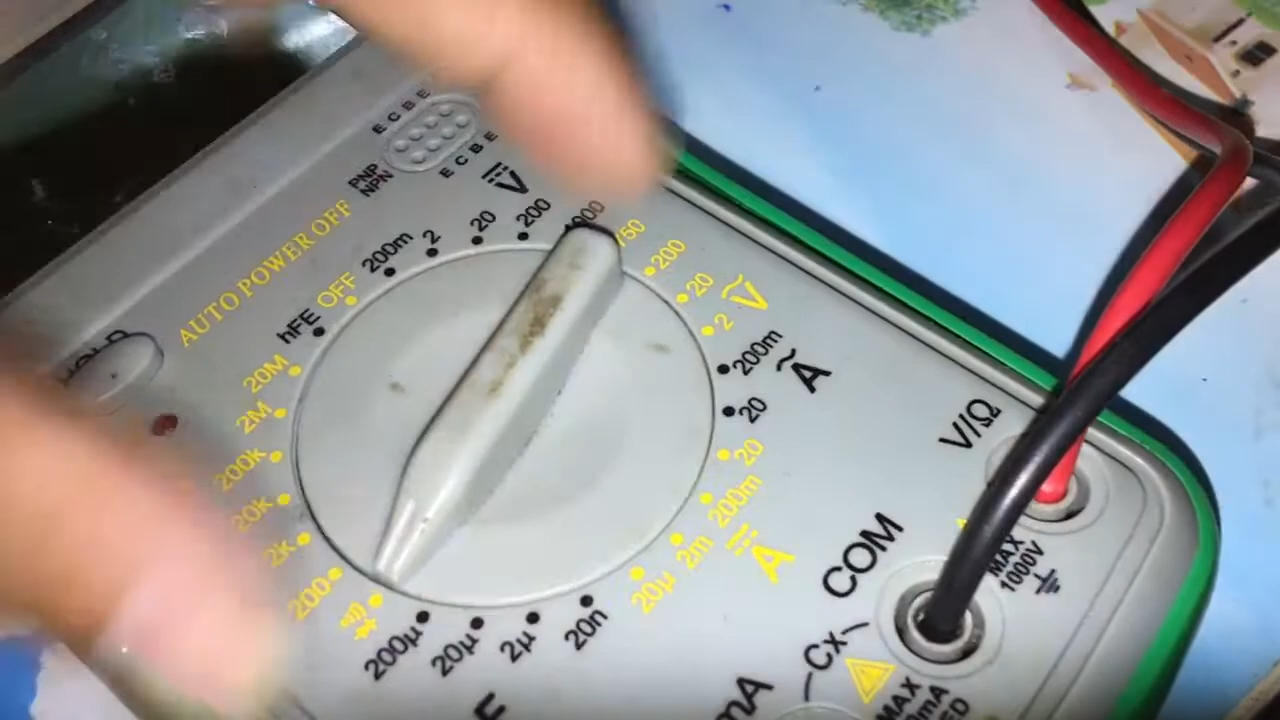 E C B E
E C B E
PNP
NPN
AUTO POWER OFF
V
200m
2
20
200
750
200
20
2
V
200m
20
A
20
200m
2m
20µ
A
OFF
hFE
20M
2M
200k
20k
2k
200
200µ
20µ
2µ
20n
V/Ω
MAX
1000V
COM
Cx
mA
MAX